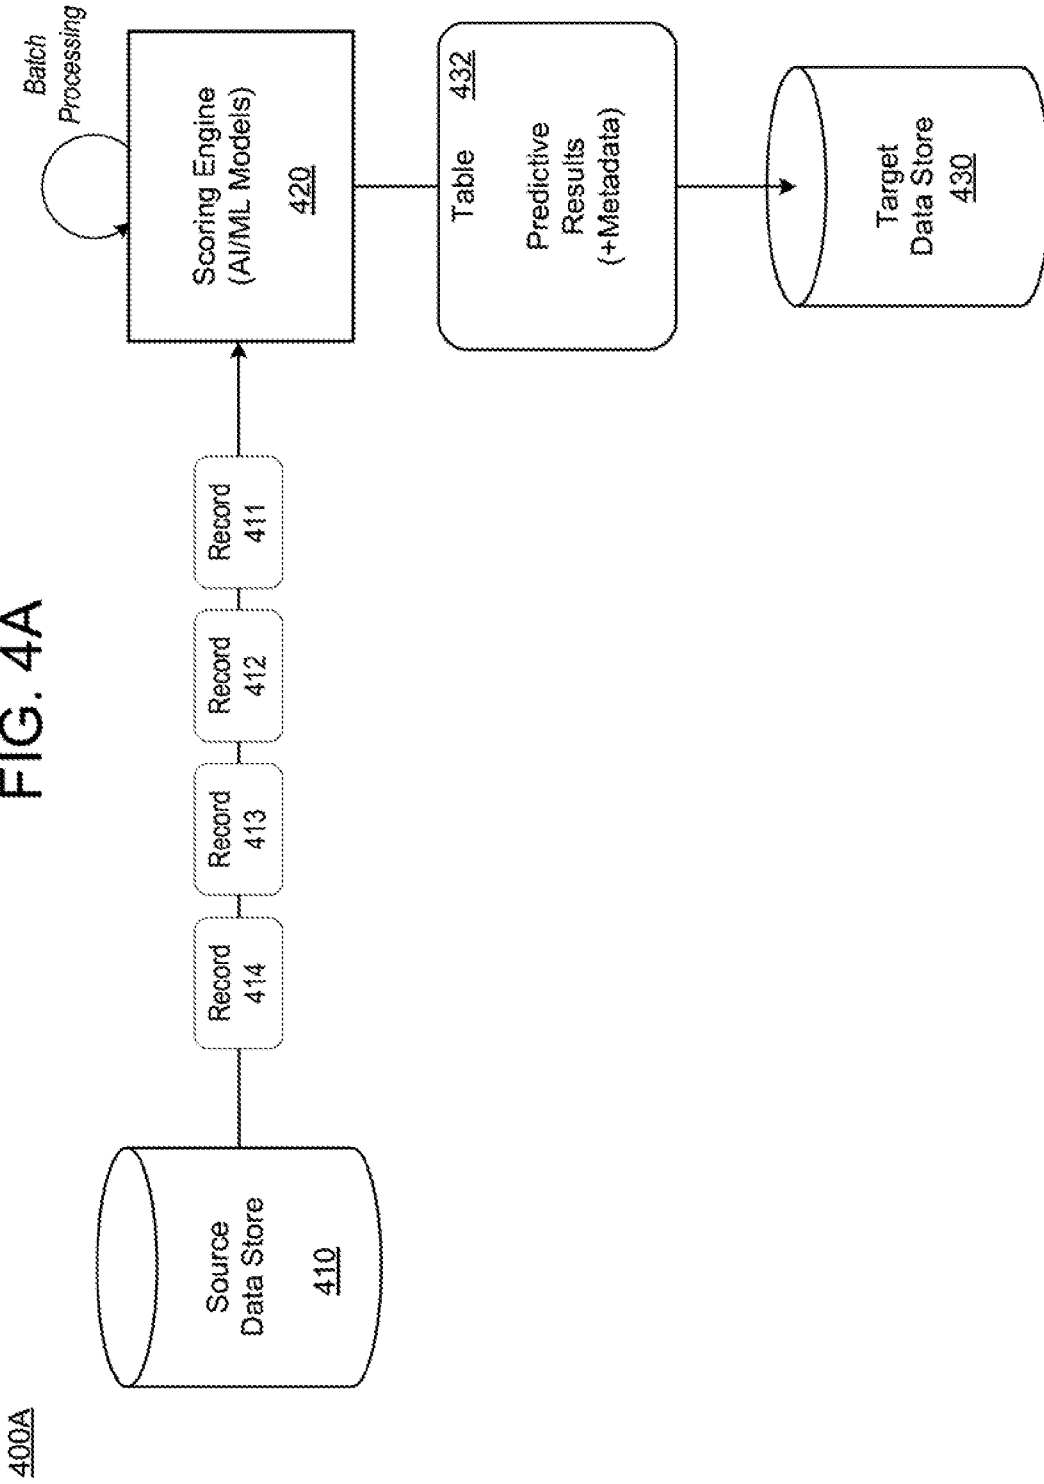 400A
FIG. 4A
Batch
Processing
Source
Data Store
410
Record
414
Record
413
Record
412
Record
411
Scoring Engine
(AI/ML Models)
420
Table 432
Predictive
Results
(+Metadata)
Target
Data Store
430